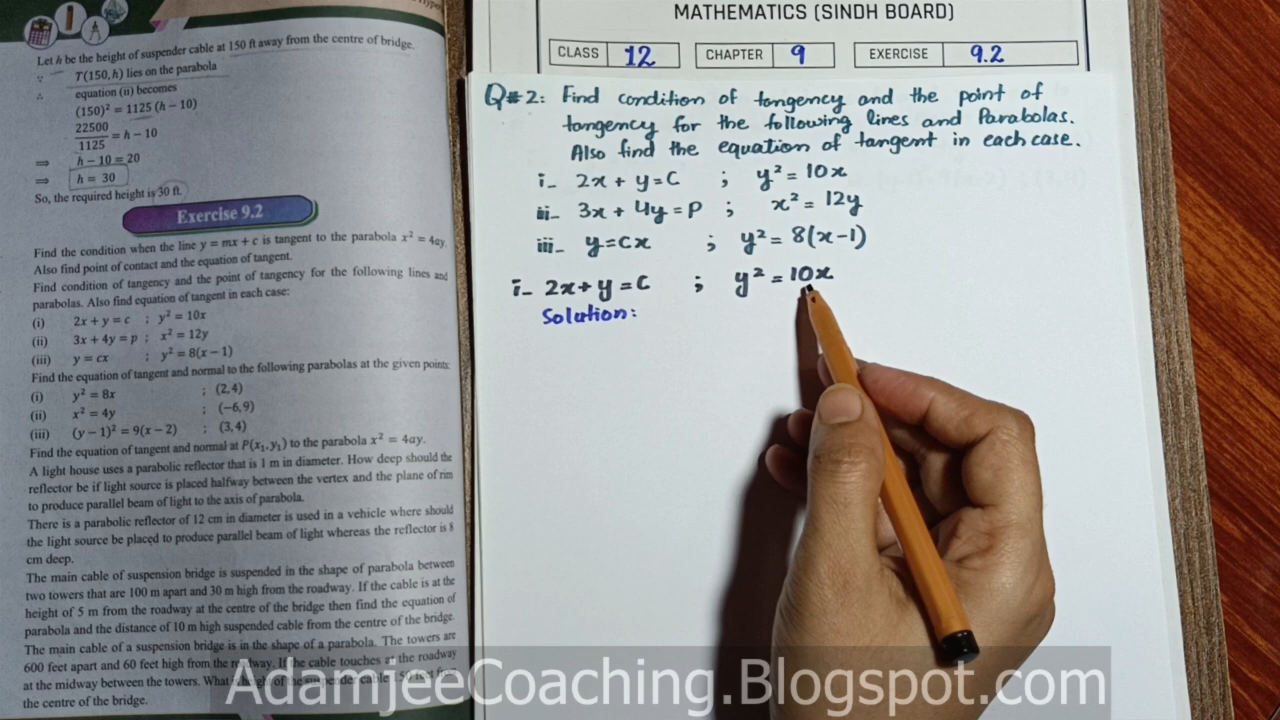 Let h be the height of suspender cable at 150 ft away from the centre of bridge.
∵ T(150, h) lies on the parabola
∴ equation (ii) becomes
(150)² = 1125 (h − 10)
22500/1125 = h − 10
⟹ h − 10 = 20
⟹ h = 30
So, the required height is 30 ft.
Exercise 9.2
Find the condition when the line y = mx + c is tangent to the parabola x² = 4ay.
Also find point of contact and the equation of tangent.
Find condition of tangency and the point of tangency for the following lines and
parabolas. Also find equation of tangent in each case:
(i) 2x + y = c ; y² = 10x
(ii) 3x + 4y = p ; x² = 12y
(iii) y = cx ; y² = 8(x − 1)
Find the equation of tangent and normal to the following parabolas at the given points:
(i) y² = 8x ; (2,4)
(ii) x² = 4y ; (−6,9)
(iii) (y − 1)² = 9(x − 2) ; (3,4)
Find the equation of tangent and normal at P(x₁, y₁) to the parabola x² = 4ay.
A light house uses a parabolic reflector that is 1 m in diameter. How deep should the
reflector be if light source is placed halfway between the vertex and the plane of rim
to produce parallel beam of light to the axis of parabola.
There is a parabolic reflector of 12 cm in diameter is used in a vehicle where should
the light source be placed to produce parallel beam of light whereas the reflector is 8
cm deep.
The main cable of suspension bridge is suspended in the shape of parabola between
two towers that are 100 m apart and 30 m high from the roadway. If the cable is at the
height of 5 m from the roadway at the centre of the bridge then find the equation of
parabola and the distance of 10 m high suspended cable from the centre of the bridge.
The main cable of a suspension bridge is in the shape of a parabola. The towers are
600 feet apart and 60 feet high from the roadway. If the cable touches at the roadway
at the midway between the towers. What is height of the suspender cable 150 feet from
the centre of the bridge.
MATHEMATICS (SINDH BOARD)
CLASS 12 CHAPTER 9 EXERCISE 9.2
Q#2: Find condition of tangency and the point of
tangency for the following lines and Parabolas.
Also find the equation of tangent in each case.
i_ 2x + y = C ; y² = 10x
ii_ 3x + 4y = P ; x² = 12y
iii_ y = cx ; y² = 8(x − 1)
i_ 2x + y = C ; y² = 10x
Solution:
AdamjeeCoaching.Blogspot.com